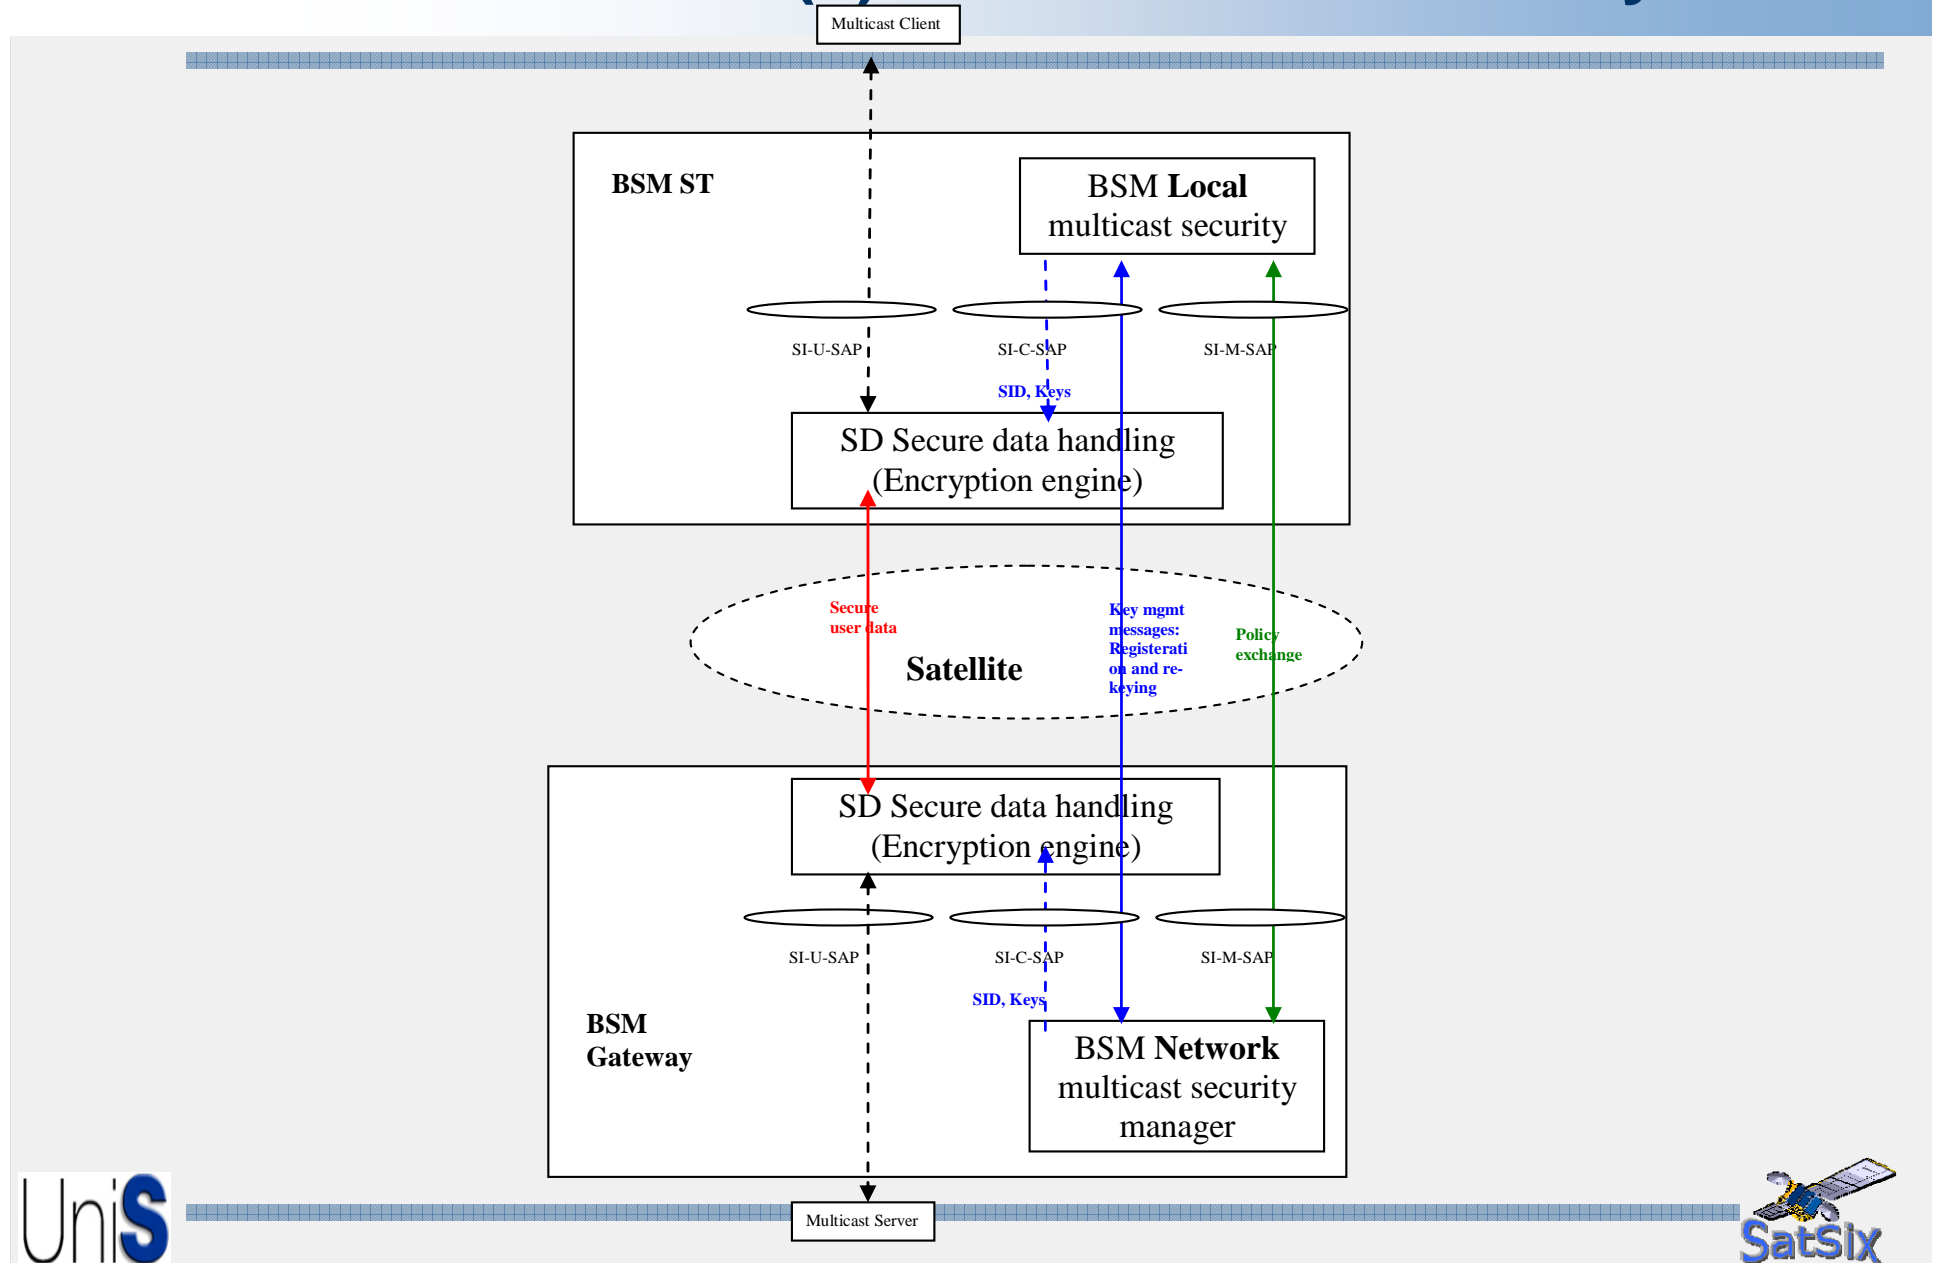 Multicast Client
BSM ST
BSM Local
multicast security
SI-U-SAP
SI-C-SAP
SI-M-SAP
SID, Keys
SD Secure data handling
(Encryption engine)
Secure
user data
Key mgmt
messages:
Registerati
on and re-
keying
Policy
exchange
Satellite
SD Secure data handling
(Encryption engine)
SI-U-SAP
SI-C-SAP
SI-M-SAP
SID, Keys
BSM
Gateway
BSM Network
multicast security
manager
Multicast Server
UniS
SatSix